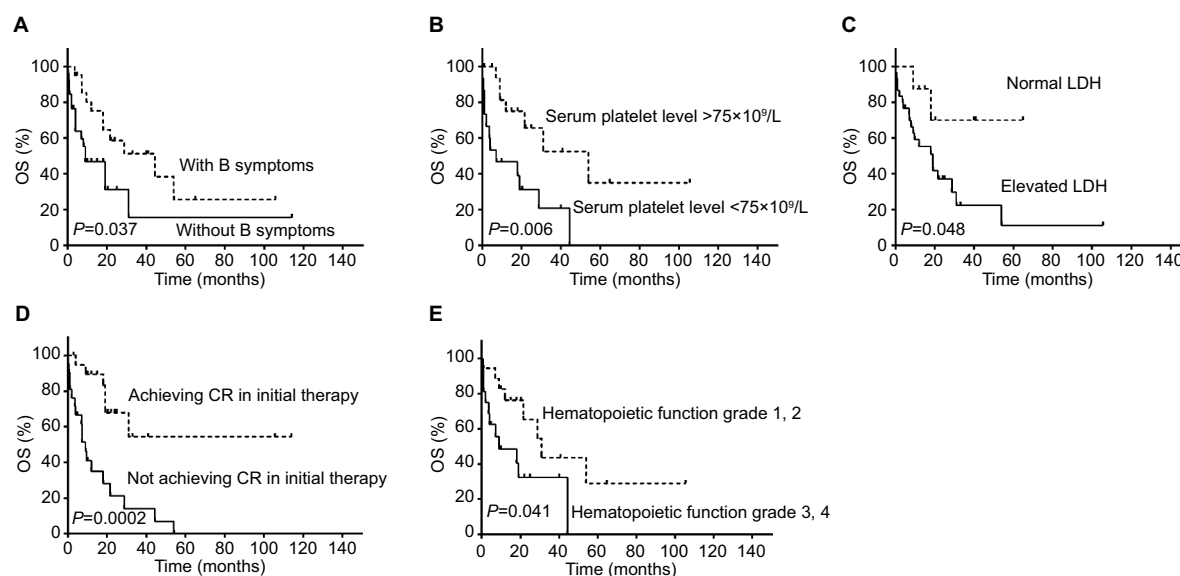 A
OS (%)
100
80
60
40
20
0
With B symptoms
Without B symptoms
P=0.037
0 20 40 60 80 100 120 140
Time (months)
B
OS (%)
100
80
60
40
20
0
Serum platelet level >75×10⁹/L
Serum platelet level <75×10⁹/L
P=0.006
0 20 40 60 80 100 120 140
Time (months)
C
OS (%)
100
80
60
40
20
0
Normal LDH
Elevated LDH
P=0.048
0 20 40 60 80 100 120 140
Time (months)
D
OS (%)
100
80
60
40
20
0
Achieving CR in initial therapy
Not achieving CR in initial therapy
P=0.0002
0 20 40 60 80 100 120 140
Time (months)
E
OS (%)
100
80
60
40
20
0
Hematopoietic function grade 1, 2
Hematopoietic function grade 3, 4
P=0.041
0 20 40 60 80 100 120 140
Time (months)